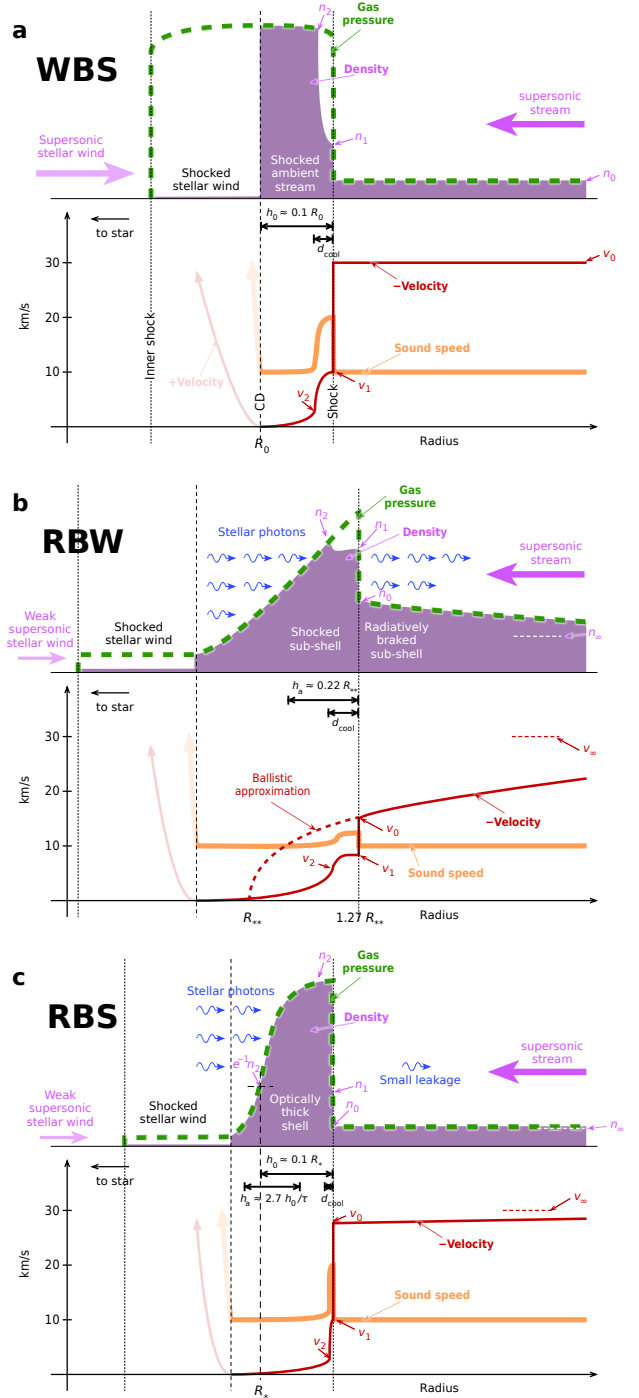 a
WBS
n₂
Gas
pressure
Density
supersonic
stream
Supersonic
stellar wind
n₁
Shocked
stellar wind
Shocked
ambient
stream
n₀
h₀ ≈ 0.1 R₀
to star
d_cool
30
v₀
−Velocity
km/s
20
Inner shock
Sound speed
+Velocity
10
CD
v₂
Shock
v₁
R₀
Radius
b
RBW
n₂
Gas
pressure
Stellar photons
n₁
Density
supersonic
stream
Weak
supersonic
stellar wind
Shocked
stellar wind
n₀
Shocked
sub-shell
Radiatively
braked
sub-shell
n∞
hₐ ≈ 0.22 R**
to star
d_cool
30
v∞
km/s
20
Ballistic
approximation
v₀
−Velocity
10
v₂
v₁
Sound speed
R**
1.27 R**
Radius
c
RBS
n₂
Gas
pressure
Stellar photons
Density
supersonic
stream
e⁻¹n₂
Small leakage
Weak
supersonic
stellar wind
Shocked
stellar wind
Optically
thick
shell
n₁
n₀
n∞
h₀ ≈ 0.1 R*
to star
hₐ ≈ 2.7 h₀/τ
d_cool
30
v₀
v∞
−Velocity
km/s
20
Sound speed
10
v₂
v₁
R*
Radius